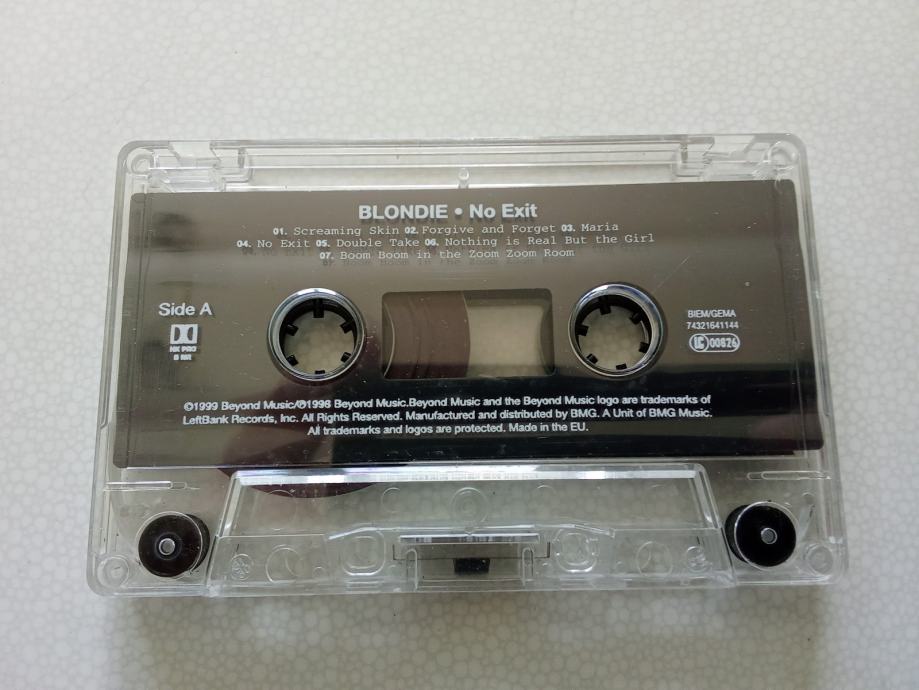 BLONDIE • No Exit
01. Screaming Skin 02. Forgive and Forget 03. Maria
04. No Exit 05. Double Take 06. Nothing is Real But the Girl
07. Boom Boom in the Zoom Zoom Room
Side A
HX PRO
B NR
BIEM/GEMA
74321641144
LC 00826
©1999 Beyond Music/℗1998 Beyond Music.Beyond Music and the Beyond Music logo are trademarks of
LeftBank Records, Inc. All Rights Reserved. Manufactured and distributed by BMG. A Unit of BMG Music.
All trademarks and logos are protected. Made in the EU.